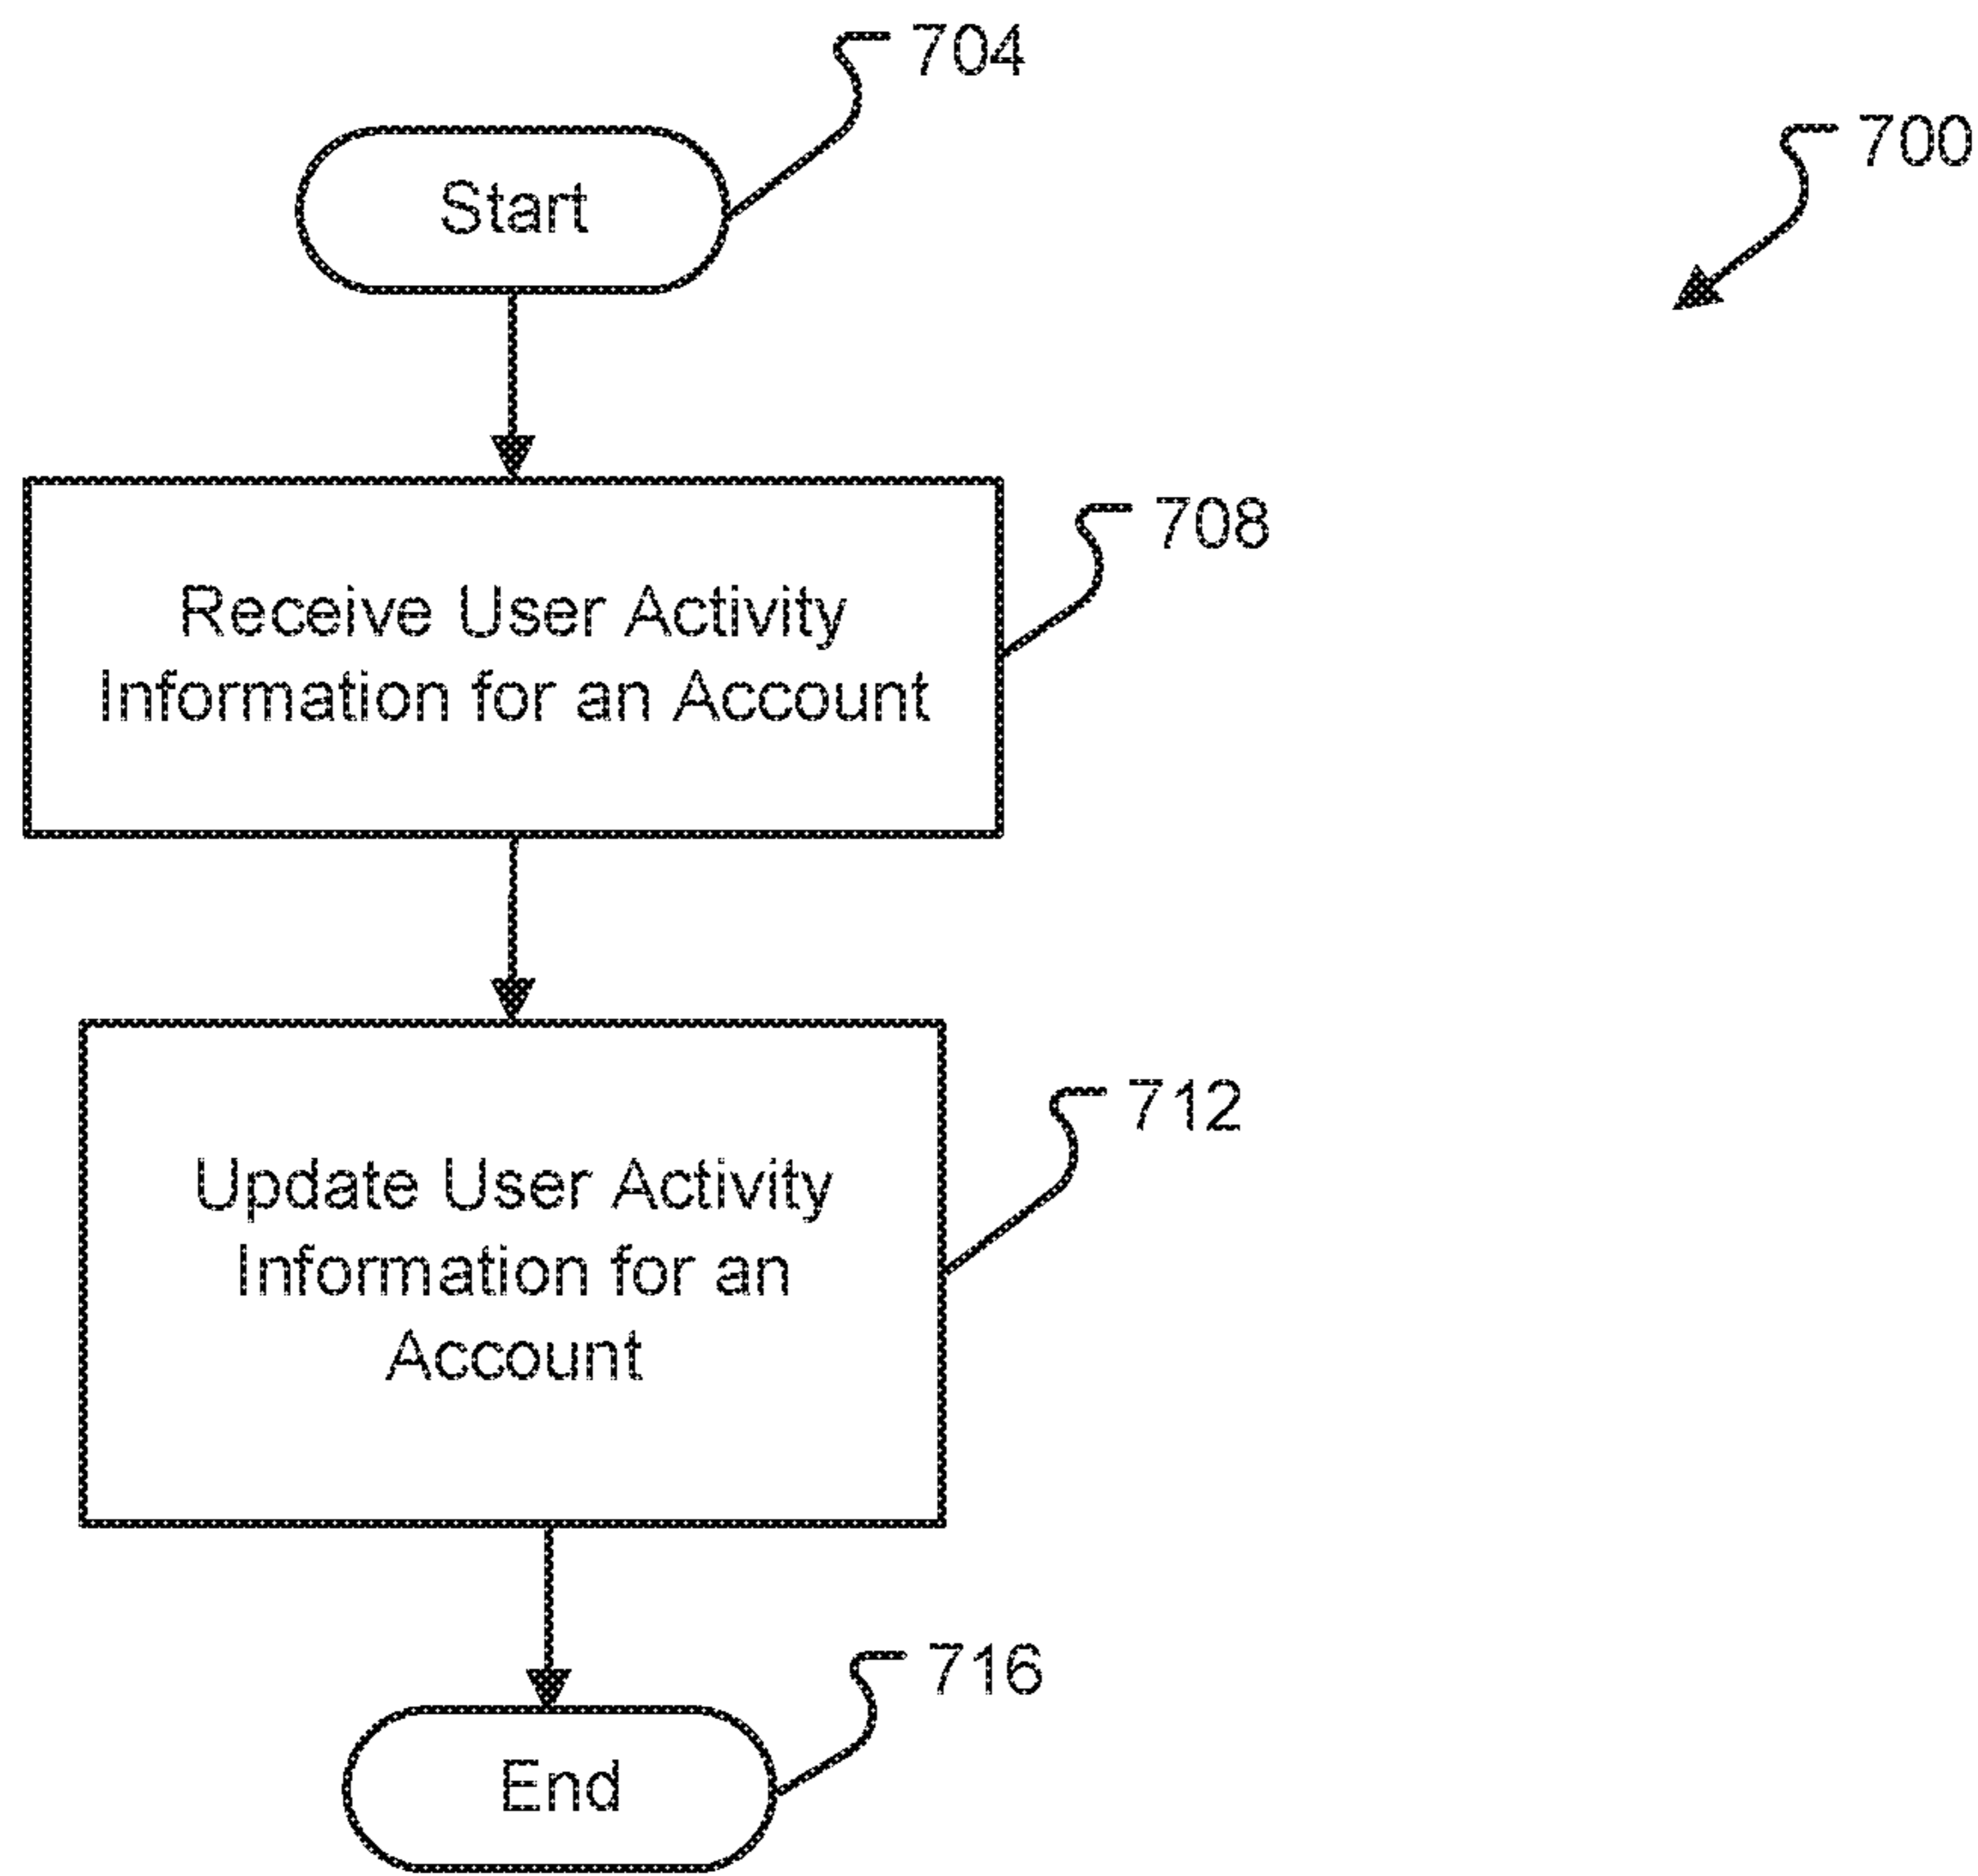 704
700
Start
708
Receive User Activity
Information for an Account
712
Update User Activity
Information for an
Account
716
End